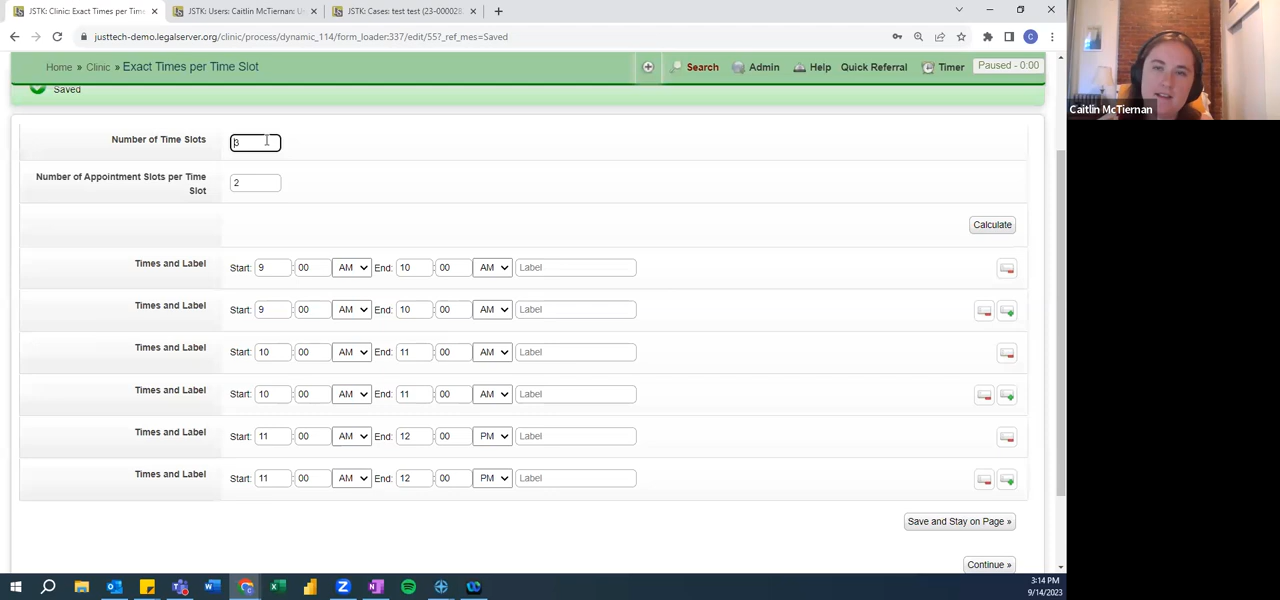 JSTK: Clinic: Exact Times per Time
JSTK: Users: Caitlin McTiernan: U
JSTK: Cases: test test (23-000028
justtech-demo.legalserver.org/clinic/process/dynamic_114/form_loader:337/edit/55?_ref_mes=Saved
C
Home » Clinic » Exact Times per Time Slot
Search
Admin
Help
Quick Referral
Timer
Paused - 0:00
Caitlin McTiernan
Saved
Number of Time Slots
3
Number of Appointment Slots per Time
Slot
2
Calculate
Times and Label Start: 9 : 00 AM End: 10 : 00 AM Label
Times and Label Start: 9 : 00 AM End: 10 : 00 AM Label
Times and Label Start: 10 : 00 AM End: 11 : 00 AM Label
Times and Label Start: 10 : 00 AM End: 11 : 00 AM Label
Times and Label Start: 11 : 00 AM End: 12 : 00 PM Label
Times and Label Start: 11 : 00 AM End: 12 : 00 PM Label
Save and Stay on Page »
Continue »
3:14 PM
9/14/2023